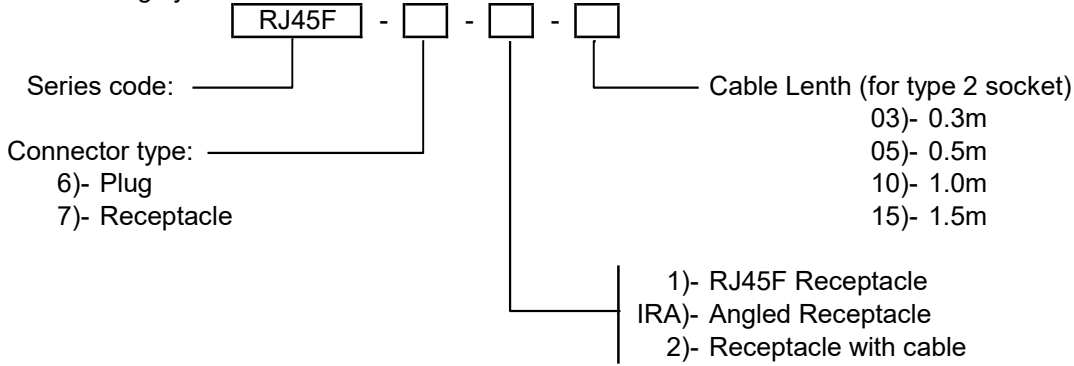 RJ45F - - -
Series code:
Cable Lenth (for type 2 socket)
03)- 0.3m
Connector type:
05)- 0.5m
6)- Plug
10)- 1.0m
7)- Receptacle
15)- 1.5m
1)- RJ45F Receptacle
IRA)- Angled Receptacle
2)- Receptacle with cable